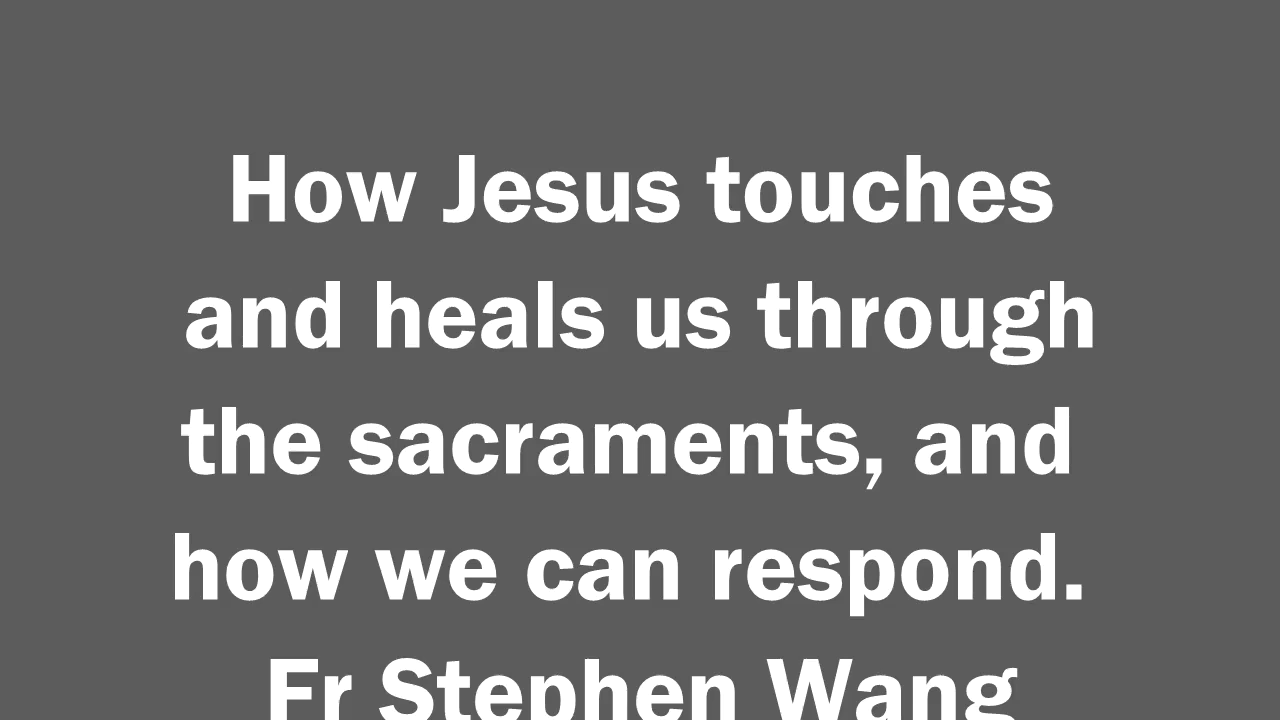 How Jesus touches
and heals us through
the sacraments, and
how we can respond.
Fr Stephen Wang